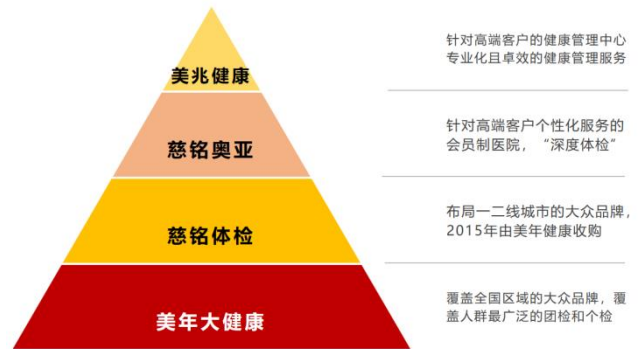 美兆健康
针对高端客户的健康管理中心
专业化且卓效的健康管理服务
慈铭奥亚
针对高端客户个性化服务的
会员制医院，“深度体检”
慈铭体检
布局一二线城市的大众品牌，
2015年由美年健康收购
美年大健康
覆盖全国区域的大众品牌，覆
盖人群最广泛的团检和个检